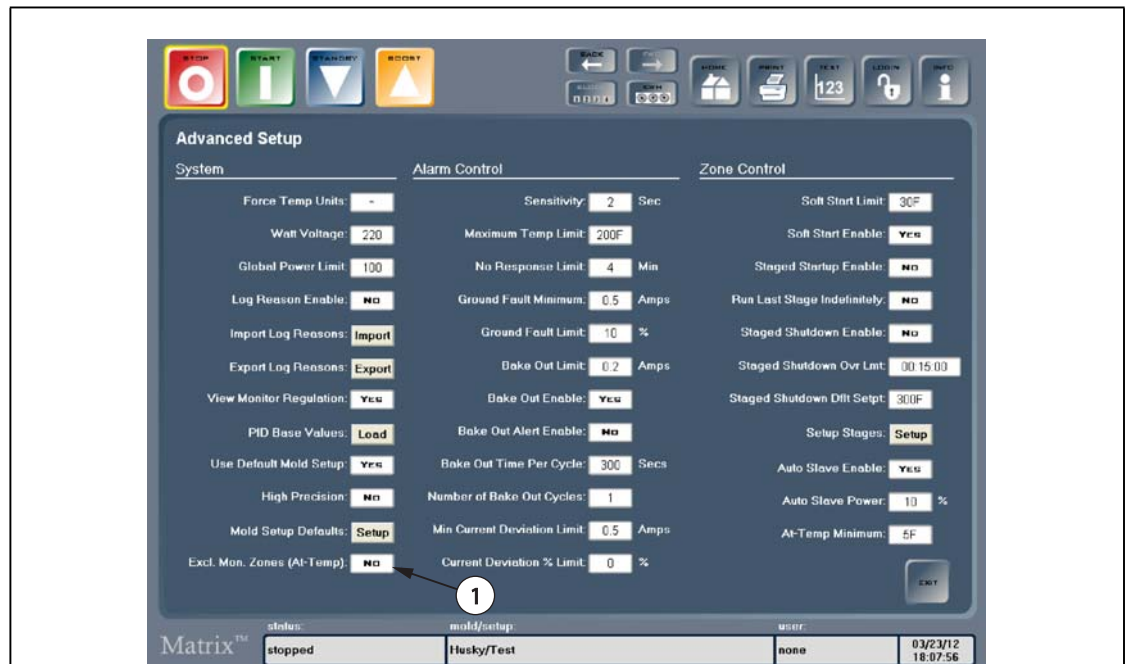 STOP START STANDBY BOOST BACK HOME PRINT TEXT LOGIN INFO
123
Advanced Setup
System
Force Temp Units: -
Watt Voltage: 220
Global Power Limit: 100
Log Reason Enable: NO
Import Log Reasons: Import
Export Log Reasons: Export
View Monitor Regulation: YES
PID Base Values: Load
Use Default Mold Setup: YES
High Precision: NO
Mold Setup Defaults: Setup
Excl. Mon. Zones (At-Temp): NO
Alarm Control
Sensitivity: 2 Sec
Maximum Temp Limit: 200F
No Response Limit: 4 Min
Ground Fault Minimum: 0.5 Amps
Ground Fault Limit: 10 %
Bake Out Limit: 0.2 Amps
Bake Out Enable: YES
Bake Out Alert Enable: NO
Bake Out Time Per Cycle: 300 Secs
Number of Bake Out Cycles: 1
Min Current Deviation Limit: 0.5 Amps
Current Deviation % Limit: 0 %
Zone Control
Soft Start Limit: 30F
Soft Start Enable: YES
Staged Startup Enable: NO
Run Last Stage Indefinitely: NO
Staged Shutdown Enable: NO
Staged Shutdown Ovr Lmt: 00:15:00
Staged Shutdown Dflt Setpt: 300F
Setup Stages: Setup
Auto Slave Enable: YES
Auto Slave Power: 10 %
At-Temp Minimum: 5F
EXIT
1
Matrix™
status:
stopped
mold/setup:
Husky/Test
user:
none
03/23/12
18:07:56